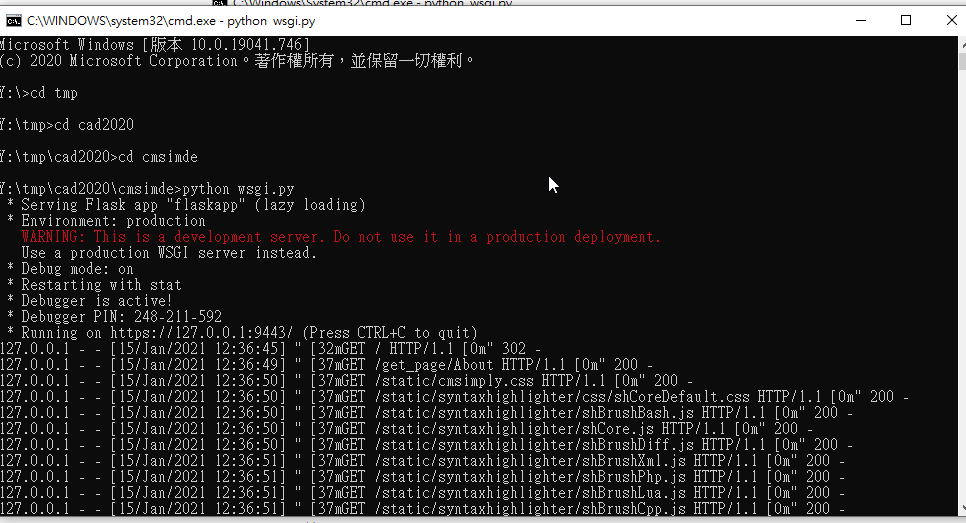 C:\WINDOWS\system32\cmd.exe - python wsgi.py
C:\WINDOWS\system32\cmd.exe - python wsgi.py
Microsoft Windows [版本 10.0.19041.746]
(c) 2020 Microsoft Corporation。著作權所有，並保留一切權利。
Y:\>cd tmp
Y:\tmp>cd cad2020
Y:\tmp\cad2020>cd cmsimde
Y:\tmp\cad2020\cmsimde>python wsgi.py
* Serving Flask app "flaskapp" (lazy loading)
* Environment: production
WARNING: This is a development server. Do not use it in a production deployment.
Use a production WSGI server instead.
* Debug mode: on
* Restarting with stat
* Debugger is active!
* Debugger PIN: 248-211-592
* Running on https://127.0.0.1:9443/ (Press CTRL+C to quit)
127.0.0.1 - - [15/Jan/2021 12:36:45] " [32mGET / HTTP/1.1 [0m" 302 -
127.0.0.1 - - [15/Jan/2021 12:36:49] " [37mGET /get_page/About HTTP/1.1 [0m" 200 -
127.0.0.1 - - [15/Jan/2021 12:36:50] " [37mGET /static/cmsimply.css HTTP/1.1 [0m" 200 -
127.0.0.1 - - [15/Jan/2021 12:36:50] " [37mGET /static/syntaxhighlighter/css/shCoreDefault.css HTTP/1.1 [0m" 200 -
127.0.0.1 - - [15/Jan/2021 12:36:50] " [37mGET /static/syntaxhighlighter/shBrushBash.js HTTP/1.1 [0m" 200 -
127.0.0.1 - - [15/Jan/2021 12:36:50] " [37mGET /static/syntaxhighlighter/shCore.js HTTP/1.1 [0m" 200 -
127.0.0.1 - - [15/Jan/2021 12:36:50] " [37mGET /static/syntaxhighlighter/shBrushDiff.js HTTP/1.1 [0m" 200 -
127.0.0.1 - - [15/Jan/2021 12:36:51] " [37mGET /static/syntaxhighlighter/shBrushXml.js HTTP/1.1 [0m" 200 -
127.0.0.1 - - [15/Jan/2021 12:36:51] " [37mGET /static/syntaxhighlighter/shBrushPhp.js HTTP/1.1 [0m" 200 -
127.0.0.1 - - [15/Jan/2021 12:36:51] " [37mGET /static/syntaxhighlighter/shBrushLua.js HTTP/1.1 [0m" 200 -
127.0.0.1 - - [15/Jan/2021 12:36:51] " [37mGET /static/syntaxhighlighter/shBrushCpp.js HTTP/1.1 [0m" 200 -